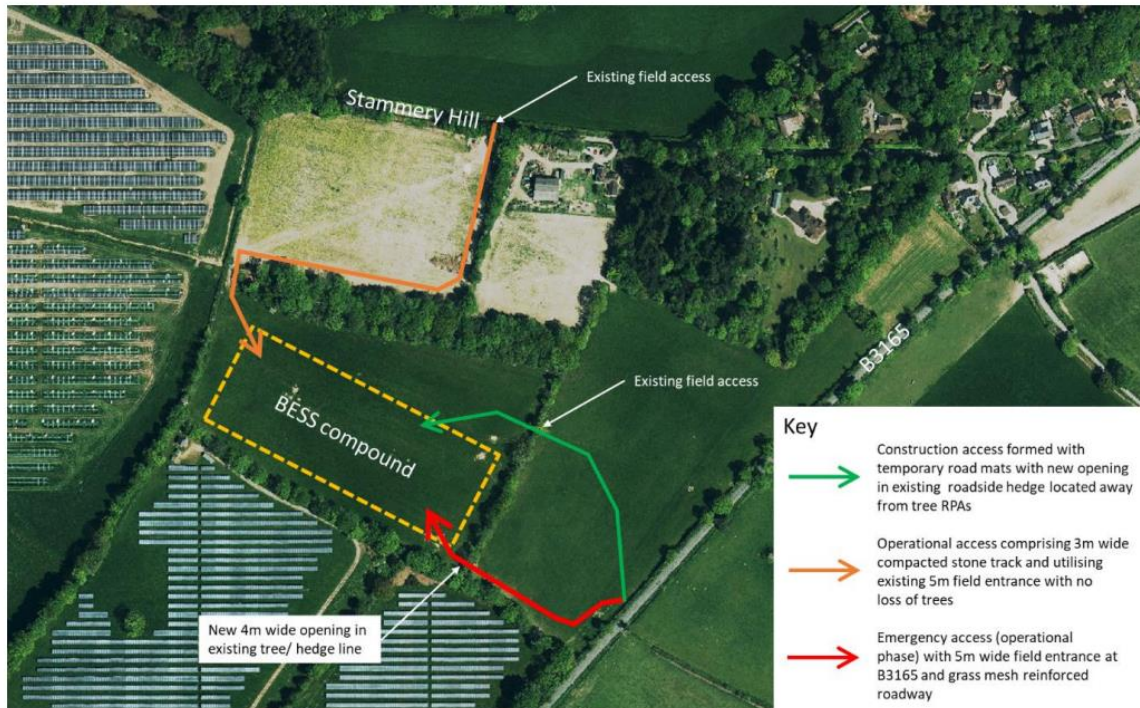 Existing field access
Stammery Hill
B3165
Existing field access
BESS compound
New 4m wide opening in
existing tree/ hedge line
Key
Construction access formed with
temporary road mats with new opening
in existing roadside hedge located away
from tree RPAs
Operational access comprising 3m wide
compacted stone track and utilising
existing 5m field entrance with no
loss of trees
Emergency access (operational
phase) with 5m wide field entrance at
B3165 and grass mesh reinforced
roadway